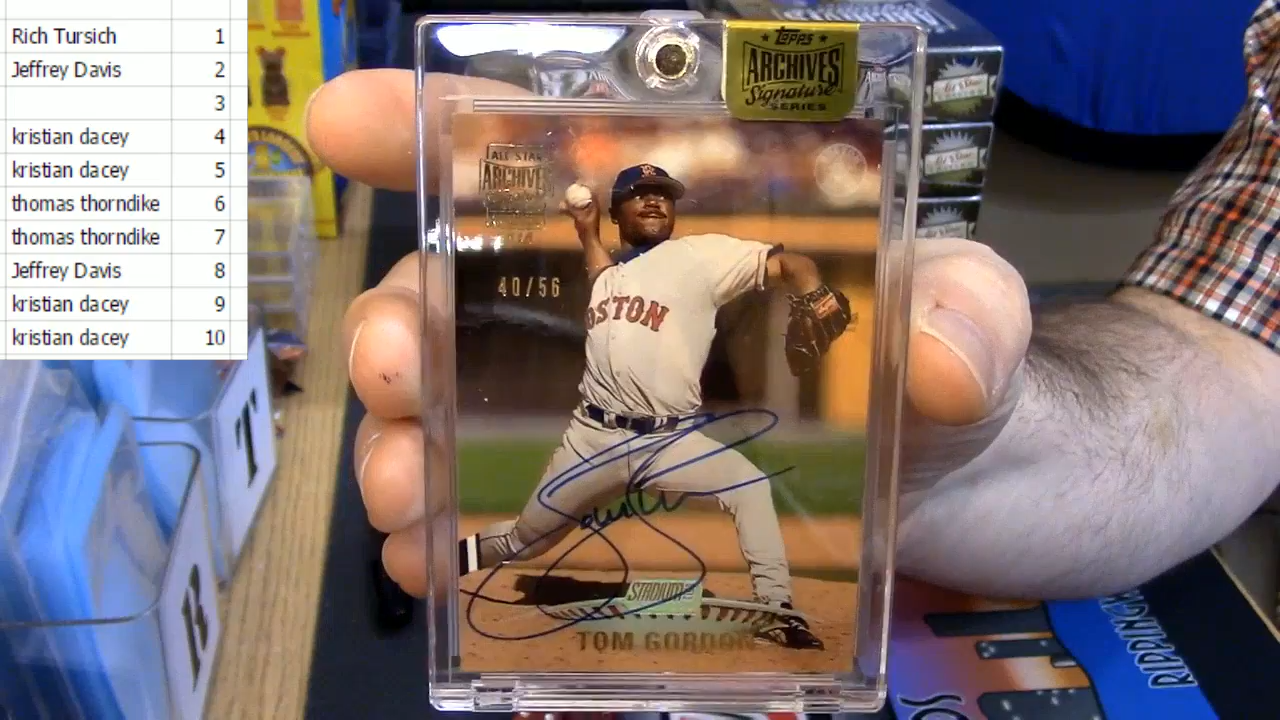 Rich Tursich 1
Jeffrey Davis 2
3
kristian dacey 4
kristian dacey 5
thomas thorndike 6
thomas thorndike 7
Jeffrey Davis 8
kristian dacey 9
kristian dacey 10
Topps
ARCHIVES
Signature
SERIES
ALL STAR
ARCHIVES
40/56
BOSTON
STADIUM
TOM GORDON
T
R
RIPPING